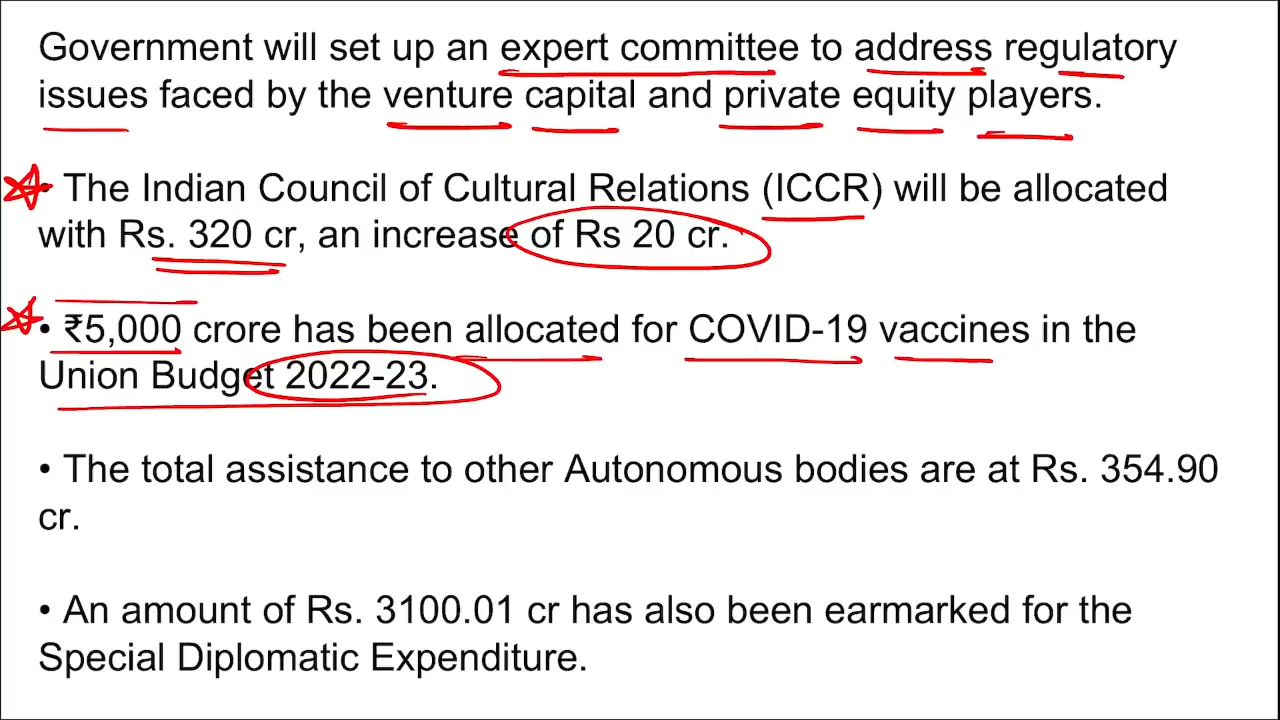 Government will set up an expert committee to address regulatory
issues faced by the venture capital and private equity players.
• The Indian Council of Cultural Relations (ICCR) will be allocated
with Rs. 320 cr, an increase of Rs 20 cr.
• ₹5,000 crore has been allocated for COVID-19 vaccines in the
Union Budget 2022-23.
• The total assistance to other Autonomous bodies are at Rs. 354.90
cr.
• An amount of Rs. 3100.01 cr has also been earmarked for the
Special Diplomatic Expenditure.